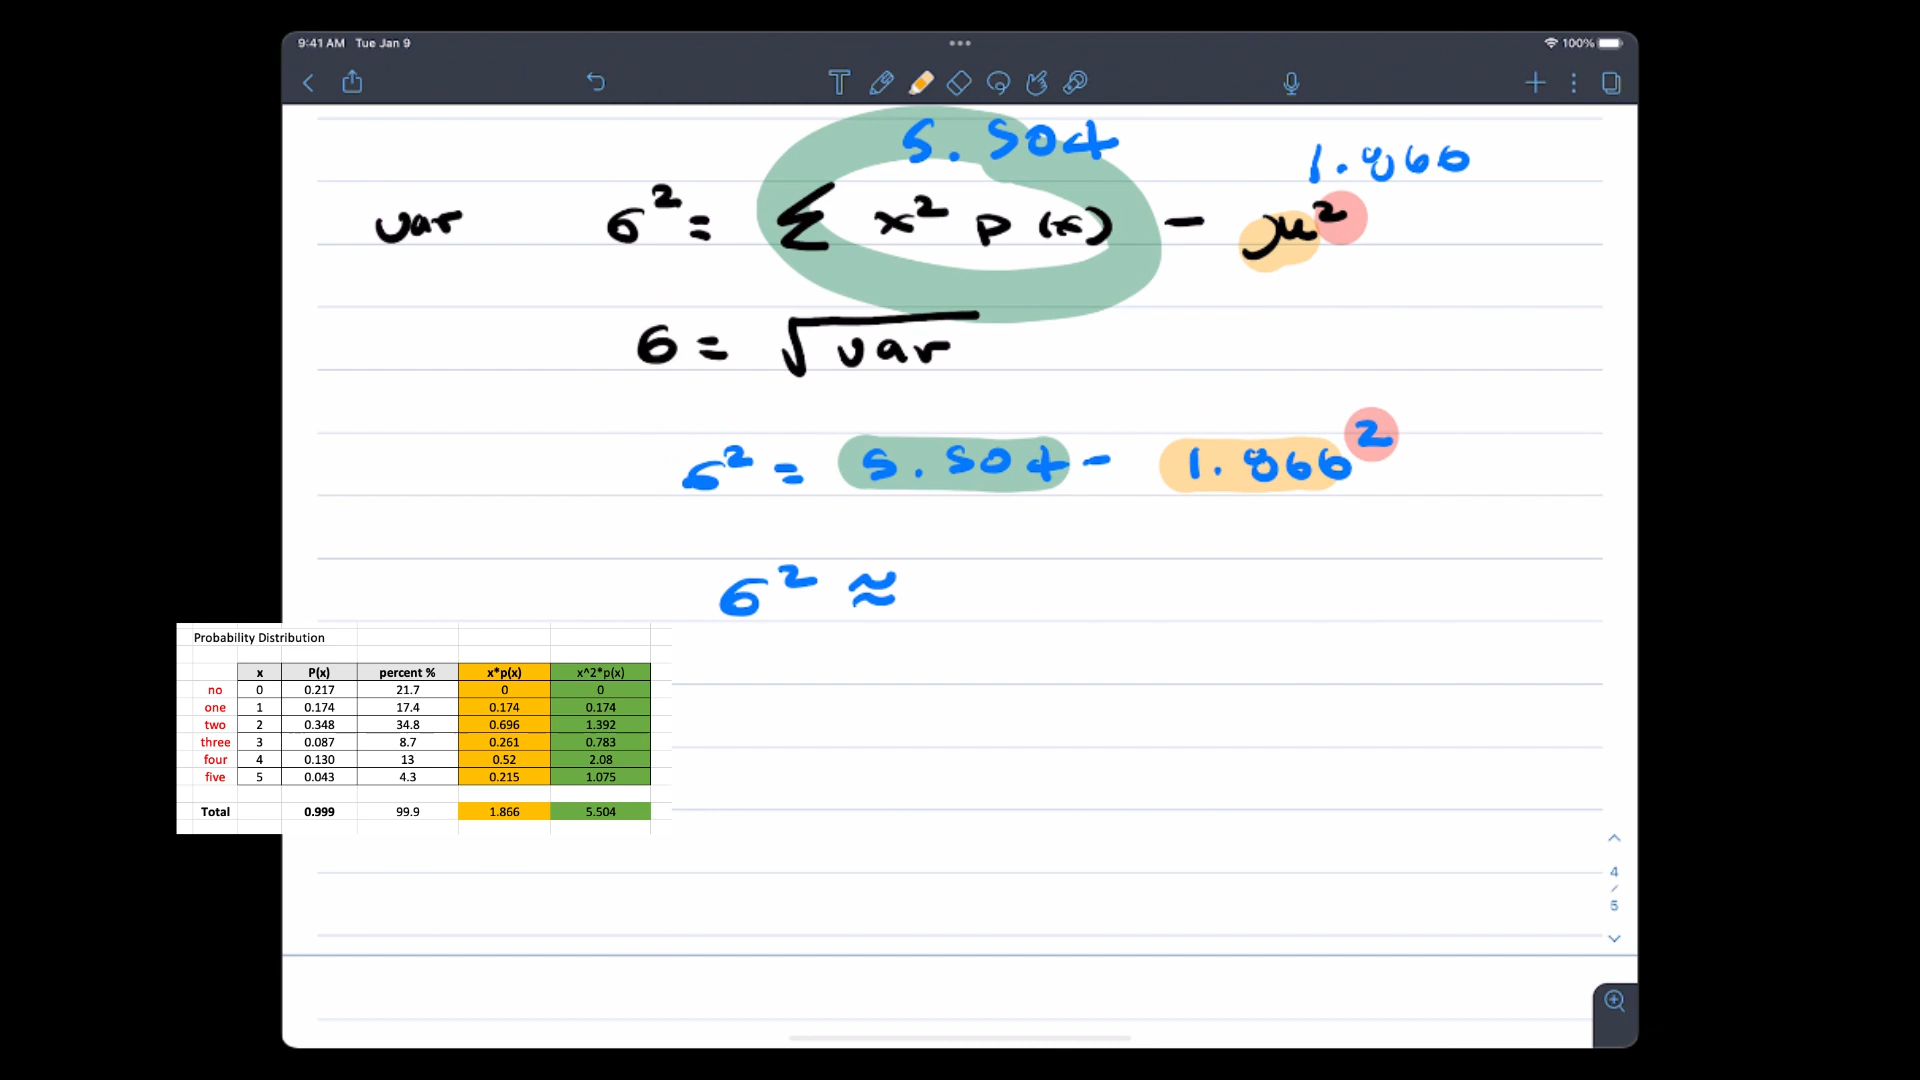 9:41 AM Tue Jan 9
100%
5.504
1.866
var σ² = Σ x² P(x) − μ²
σ = √var
σ² = 5.504 − 1.866²
σ² ≈
Probability Distribution
x P(x) percent % x*p(x) x^2*p(x)
no 0 0.217 21.7 0 0
one 1 0.174 17.4 0.174 0.174
two 2 0.348 34.8 0.696 1.392
three 3 0.087 8.7 0.261 0.783
four 4 0.130 13 0.52 2.08
five 5 0.043 4.3 0.215 1.075
Total 0.999 99.9 1.866 5.504
4
/
5